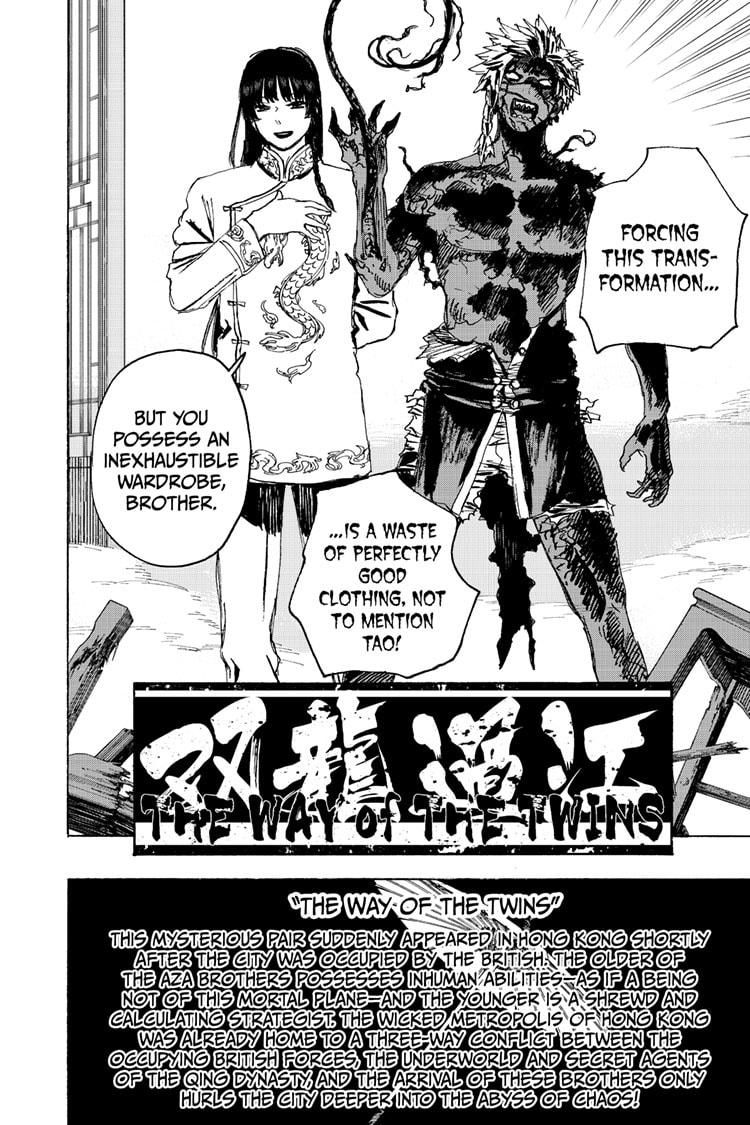 FORCING
THIS TRANS-
FORMATION...
...IS A WASTE
OF PERFECTLY
GOOD
CLOTHING, NOT
TO MENTION
TAO!
BUT YOU
POSSESS AN
INEXHAUSTIBLE
WARDROBE,
BROTHER.
双龍過江
THE WAY of THE TWINS
"THE WAY OF THE TWINS"
THIS MYSTERIOUS PAIR SUDDENLY APPEARED IN HONG KONG SHORTLY
AFTER THE CITY WAS OCCUPIED BY THE BRITISH. THE OLDER OF
THE AZA BROTHERS POSSESSES INHUMAN ABILITIES—AS IF A BEING
NOT OF THIS MORTAL PLANE—AND THE YOUNGER IS A SHREWD AND
CALCULATING STRATEGIST. THE WICKED METROPOLIS OF HONG KONG
WAS ALREADY HOME TO A THREE-WAY CONFLICT BETWEEN THE
OCCUPYING BRITISH FORCES, THE UNDERWORLD AND SECRET AGENTS
OF THE QING DYNASTY, AND THE ARRIVAL OF THESE BROTHERS ONLY
HURLS THE CITY DEEPER INTO THE ABYSS OF CHAOS!